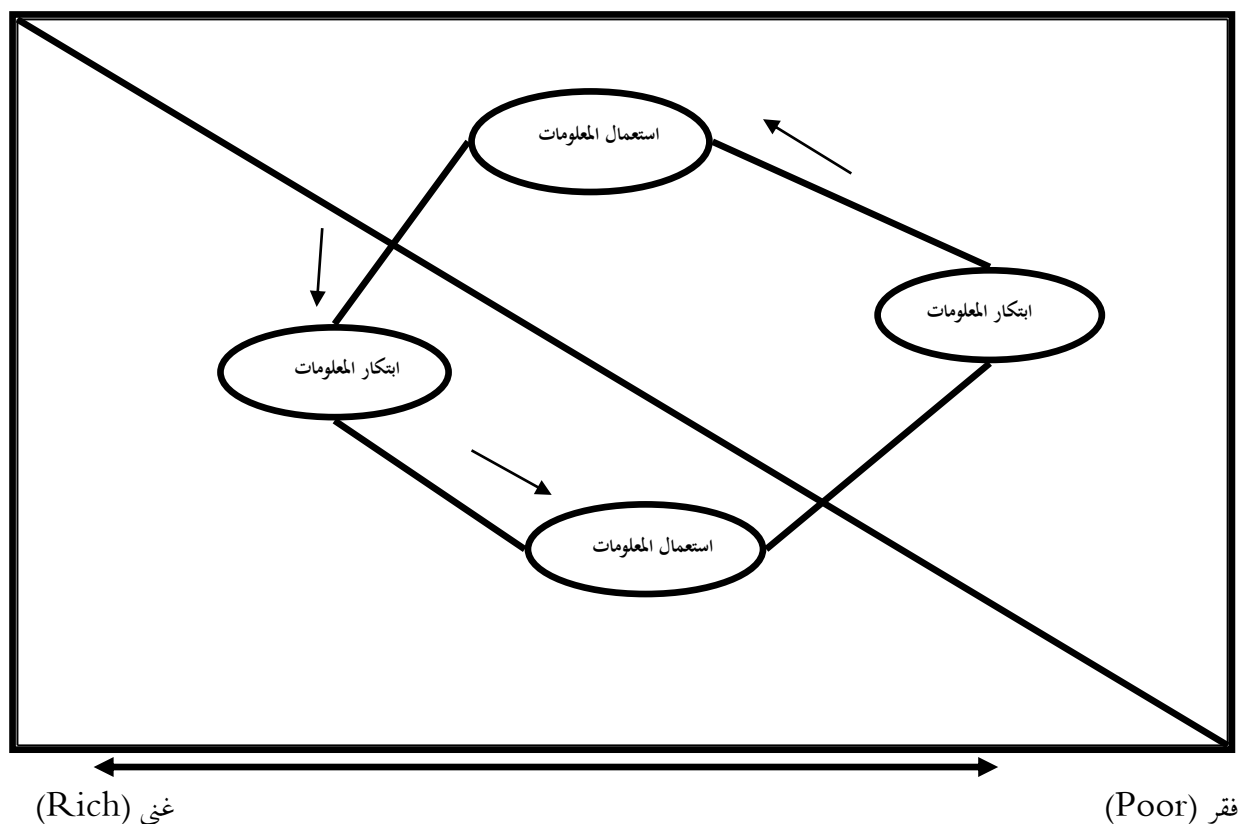 استعمال المعلومات
ابتكار المعلومات
ابتكار المعلومات
استعمال المعلومات
فقر (Poor)
غنى (Rich)